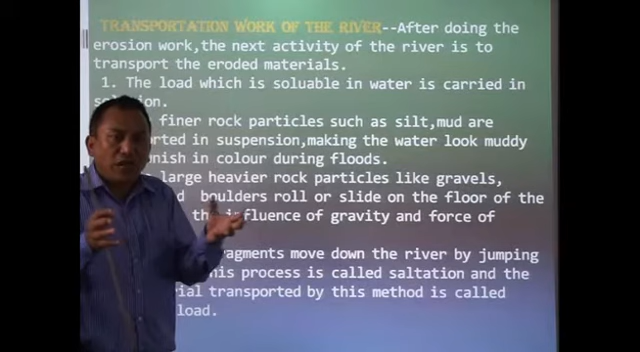 TRANSPORTATION WORK OF THE RIVER--After doing the
erosion work,the next activity of the river is to
transport the eroded materials.
1. The load which is soluable in water is carried in
finer rock particles such as silt,mud are
in suspension,making the water look muddy
in colour during floods.
large heavier rock particles like gravels,
boulders roll or slide on the floor of the
the influence of gravity and force of
move down the river by jumping
process is called saltation and the
transported by this method is called
load.